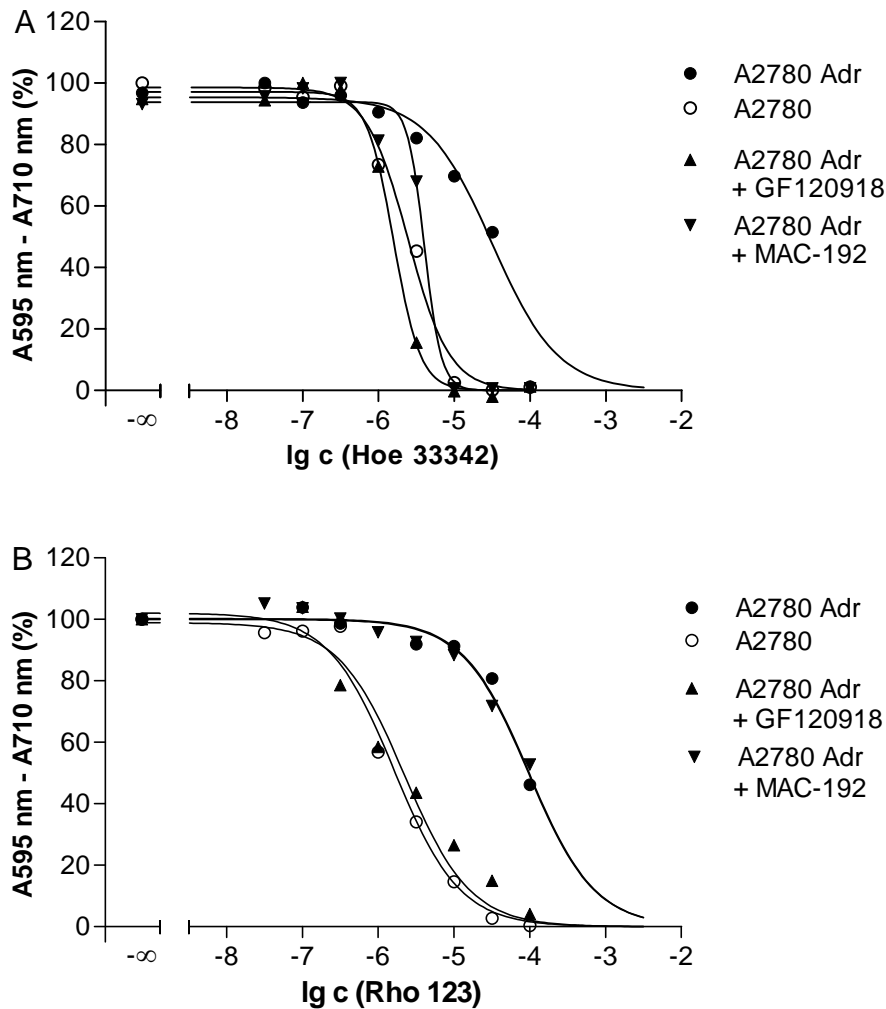 A
120
100
80
60
40
20
0
A595 nm - A710 nm (%)
-∞ -8 -7 -6 -5 -4 -3 -2
lg c (Hoe 33342)
A2780 Adr
A2780
A2780 Adr
+ GF120918
A2780 Adr
+ MAC-192
B
120
100
80
60
40
20
0
A595 nm - A710 nm (%)
-∞ -8 -7 -6 -5 -4 -3 -2
lg c (Rho 123)
A2780 Adr
A2780
A2780 Adr
+ GF120918
A2780 Adr
+ MAC-192